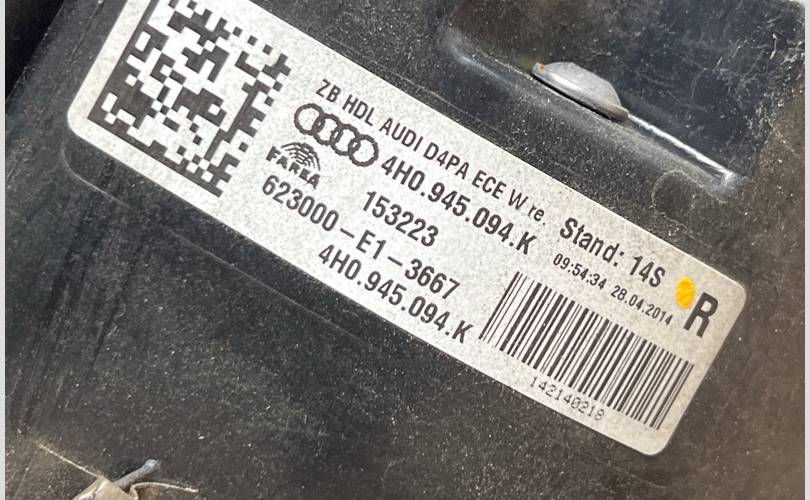 ZB HDL AUDI D4PA ECE W re.
4H0.945.094.K
FAREA
153223
623000-E1-3667
4H0.945.094.K
Stand: 14S
09:54:34 28.04.2014
R
142140218